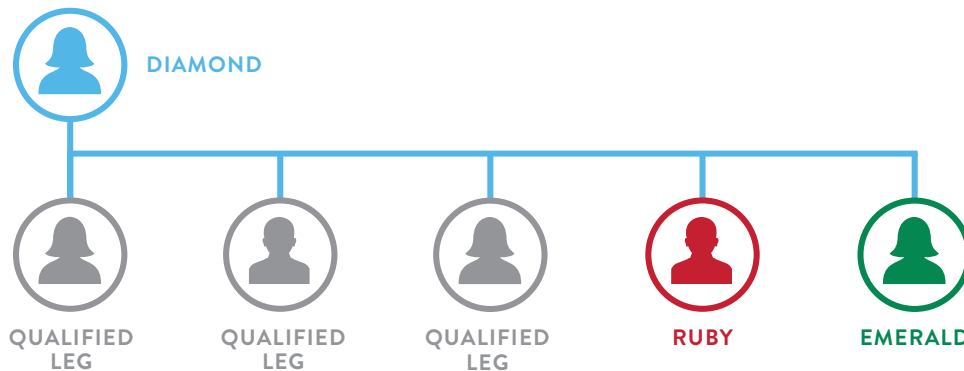 DIAMOND
QUALIFIED
LEG
QUALIFIED
LEG
QUALIFIED
LEG
RUBY
EMERALD